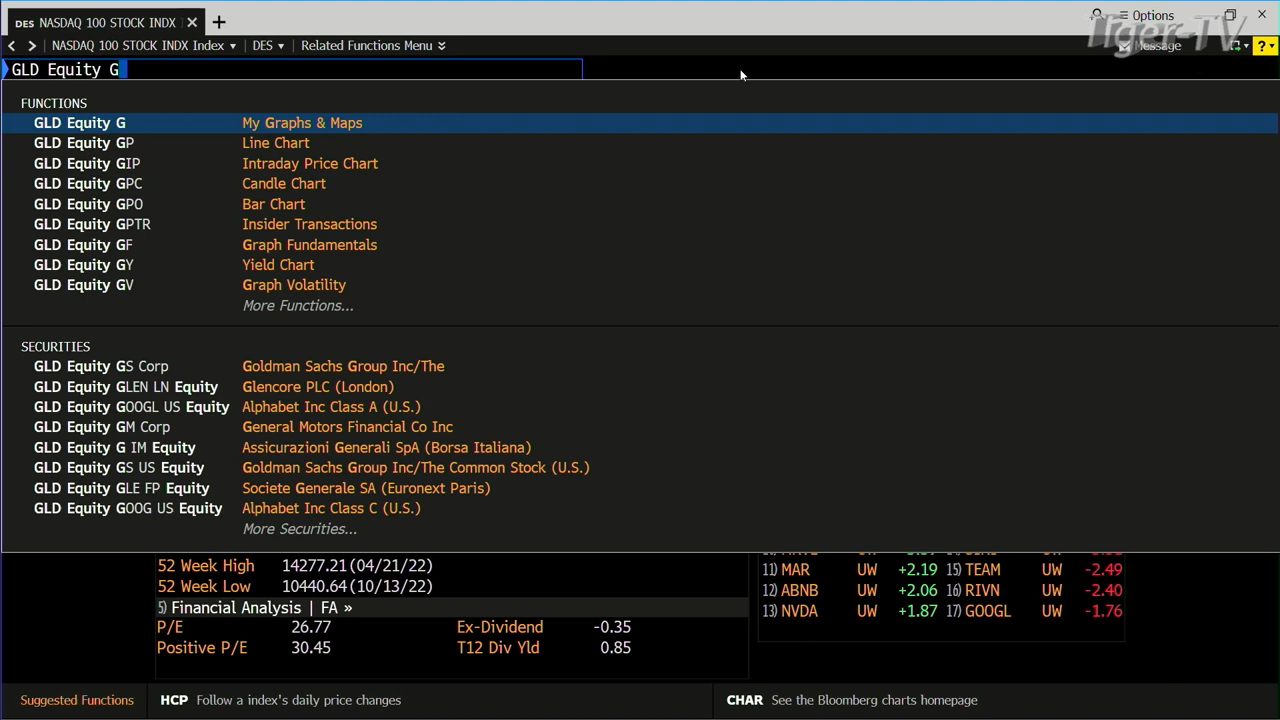 DES NASDAQ 100 STOCK INDX
Options
NASDAQ 100 STOCK INDX Index DES Related Functions Menu
Message
Tiger-TV
GLD Equity G
FUNCTIONS
GLD Equity G My Graphs & Maps
GLD Equity GP Line Chart
GLD Equity GIP Intraday Price Chart
GLD Equity GPC Candle Chart
GLD Equity GPO Bar Chart
GLD Equity GPTR Insider Transactions
GLD Equity GF Graph Fundamentals
GLD Equity GY Yield Chart
GLD Equity GV Graph Volatility
More Functions...
SECURITIES
GLD Equity GS Corp Goldman Sachs Group Inc/The
GLD Equity GLEN LN Equity Glencore PLC (London)
GLD Equity GOOGL US Equity Alphabet Inc Class A (U.S.)
GLD Equity GM Corp General Motors Financial Co Inc
GLD Equity G IM Equity Assicurazioni Generali SpA (Borsa Italiana)
GLD Equity GS US Equity Goldman Sachs Group Inc/The Common Stock (U.S.)
GLD Equity GLE FP Equity Societe Generale SA (Euronext Paris)
GLD Equity GOOG US Equity Alphabet Inc Class C (U.S.)
More Securities...
52 Week High 14277.21 (04/21/22)
52 Week Low 10440.64 (10/13/22)
11) MAR UW +2.19 15) TEAM UW -2.49
12) ABNB UW +2.06 16) RIVN UW -2.40
13) NVDA UW +1.87 17) GOOGL UW -1.76
5) Financial Analysis | FA »
P/E 26.77 Ex-Dividend -0.35
Positive P/E 30.45 T12 Div Yld 0.85
Suggested Functions HCP Follow a index's daily price changes CHAR See the Bloomberg charts homepage